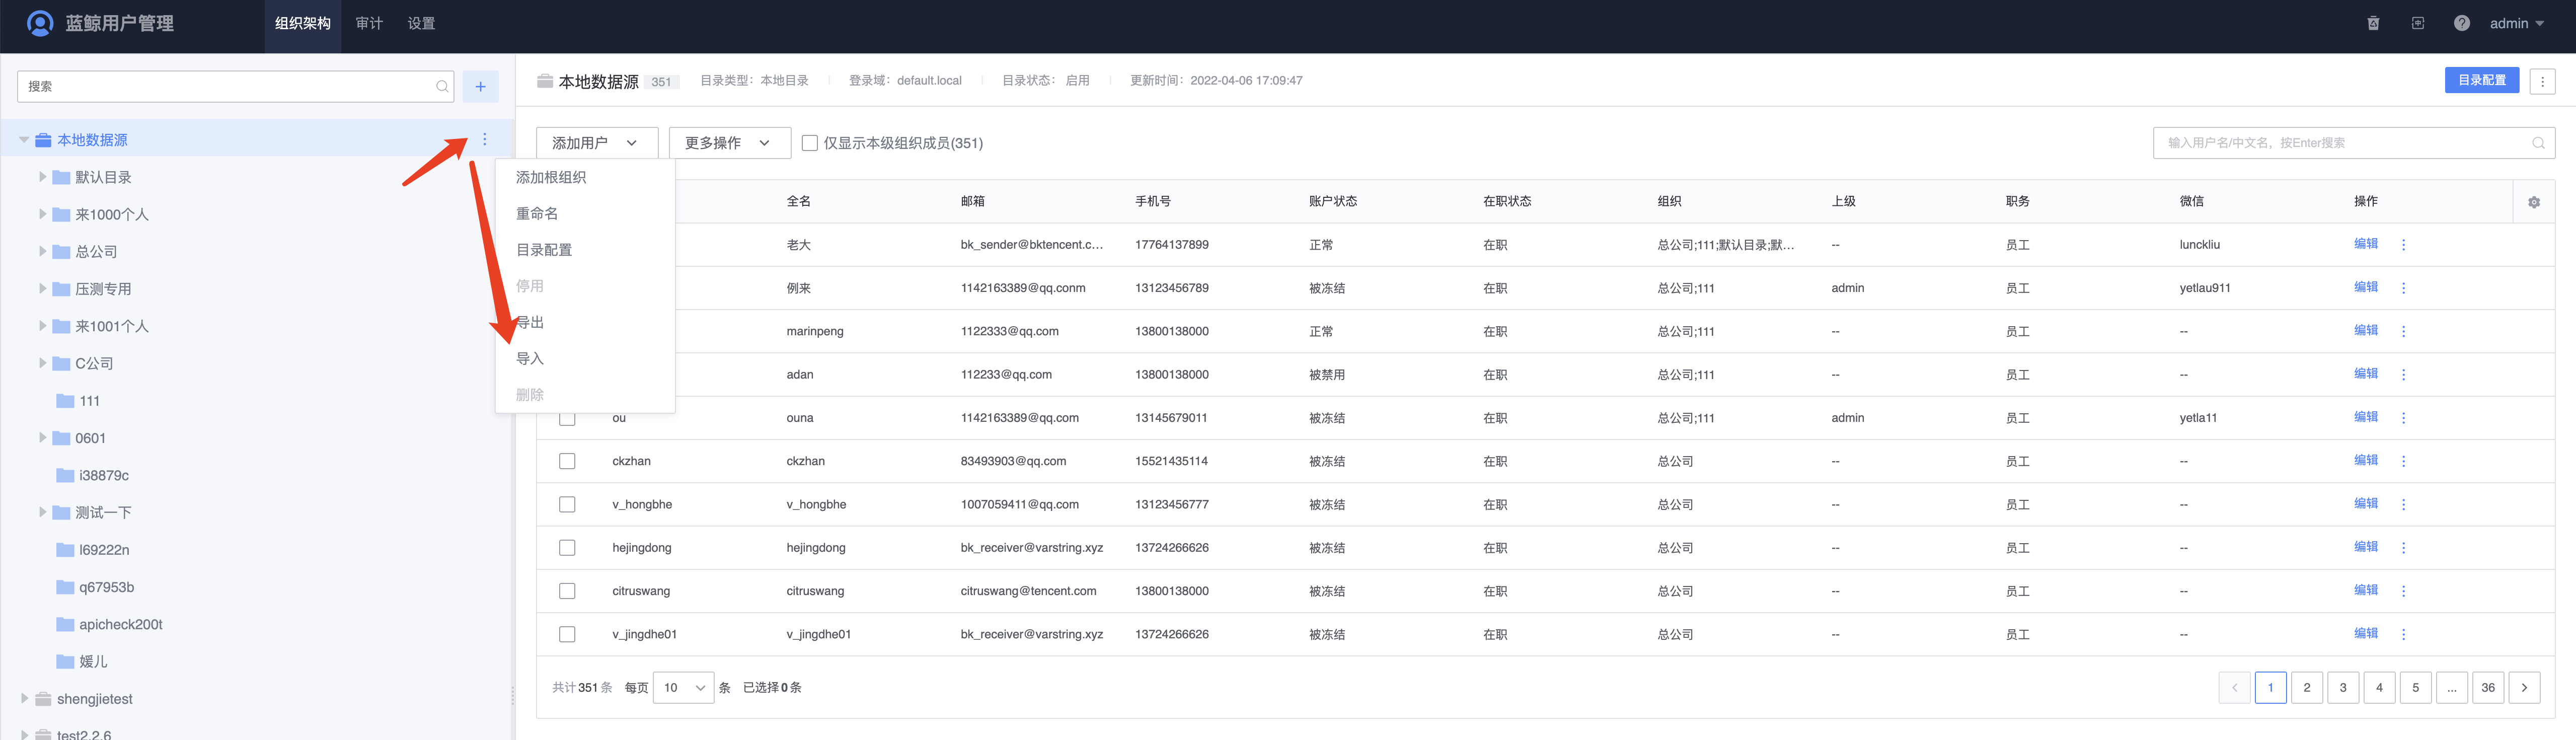 蓝鲸用户管理 组织架构 审计 设置 admin
搜索 +
本地数据源
默认目录
来1000个人
总公司
压测专用
来1001个人
C公司
111
0601
i38879c
测试一下
l69222n
q67953b
apicheck200t
媛儿
shengjietest
test2.2.6
本地数据源 351 目录类型：本地目录 登录域：default.local 目录状态：启用 更新时间：2022-04-06 17:09:47 目录配置
添加用户 更多操作 仅显示本级组织成员(351) 输入用户名/中文名，按Enter搜索
添加根组织
重命名
目录配置
停用
导出
导入
删除
全名 邮箱 手机号 账户状态 在职状态 组织 上级 职务 微信 操作
老大 bk_sender@bktencent.c... 17764137899 正常 在职 总公司;111;默认目录;默... -- 员工 lunckliu 编辑
例来 1142163389@qq.conm 13123456789 被冻结 在职 总公司;111 admin 员工 yetlau911 编辑
marinpeng 1122333@qq.com 13800138000 正常 在职 总公司;111 -- 员工 -- 编辑
adan 112233@qq.com 13800138000 被禁用 在职 总公司;111 -- 员工 -- 编辑
ou ouna 1142163389@qq.com 13145679011 被冻结 在职 总公司;111 admin 员工 yetla11 编辑
ckzhan ckzhan 83493903@qq.com 15521435114 被冻结 在职 总公司 -- 员工 -- 编辑
v_hongbhe v_hongbhe 1007059411@qq.com 13123456777 被冻结 在职 总公司 -- 员工 -- 编辑
hejingdong hejingdong bk_receiver@varstring.xyz 13724266626 被冻结 在职 总公司 -- 员工 -- 编辑
citruswang citruswang citruswang@tencent.com 13800138000 被冻结 在职 总公司 -- 员工 -- 编辑
v_jingdhe01 v_jingdhe01 bk_receiver@varstring.xyz 13724266626 被冻结 在职 总公司 -- 员工 -- 编辑
共计351条 每页 10 条 已选择0条 1 2 3 4 5 ... 36